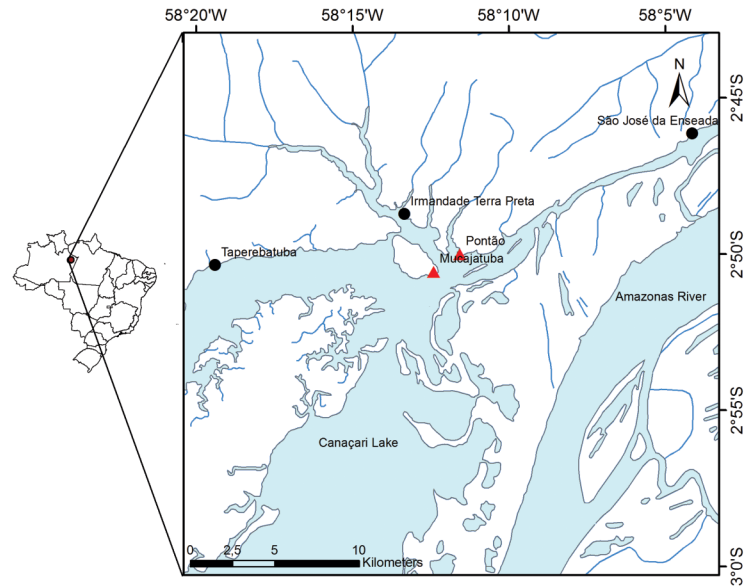 58°20'W 58°15'W 58°10'W 58°5'W
N
2°45'S
São José da Enseada
Irmandade Terra Preta
Pontão
Taperebatuba
Mucajatuba
2°50'S
Amazonas River
2°55'S
Canaçari Lake
0 2,5 5 10
Kilometers
3°0'S